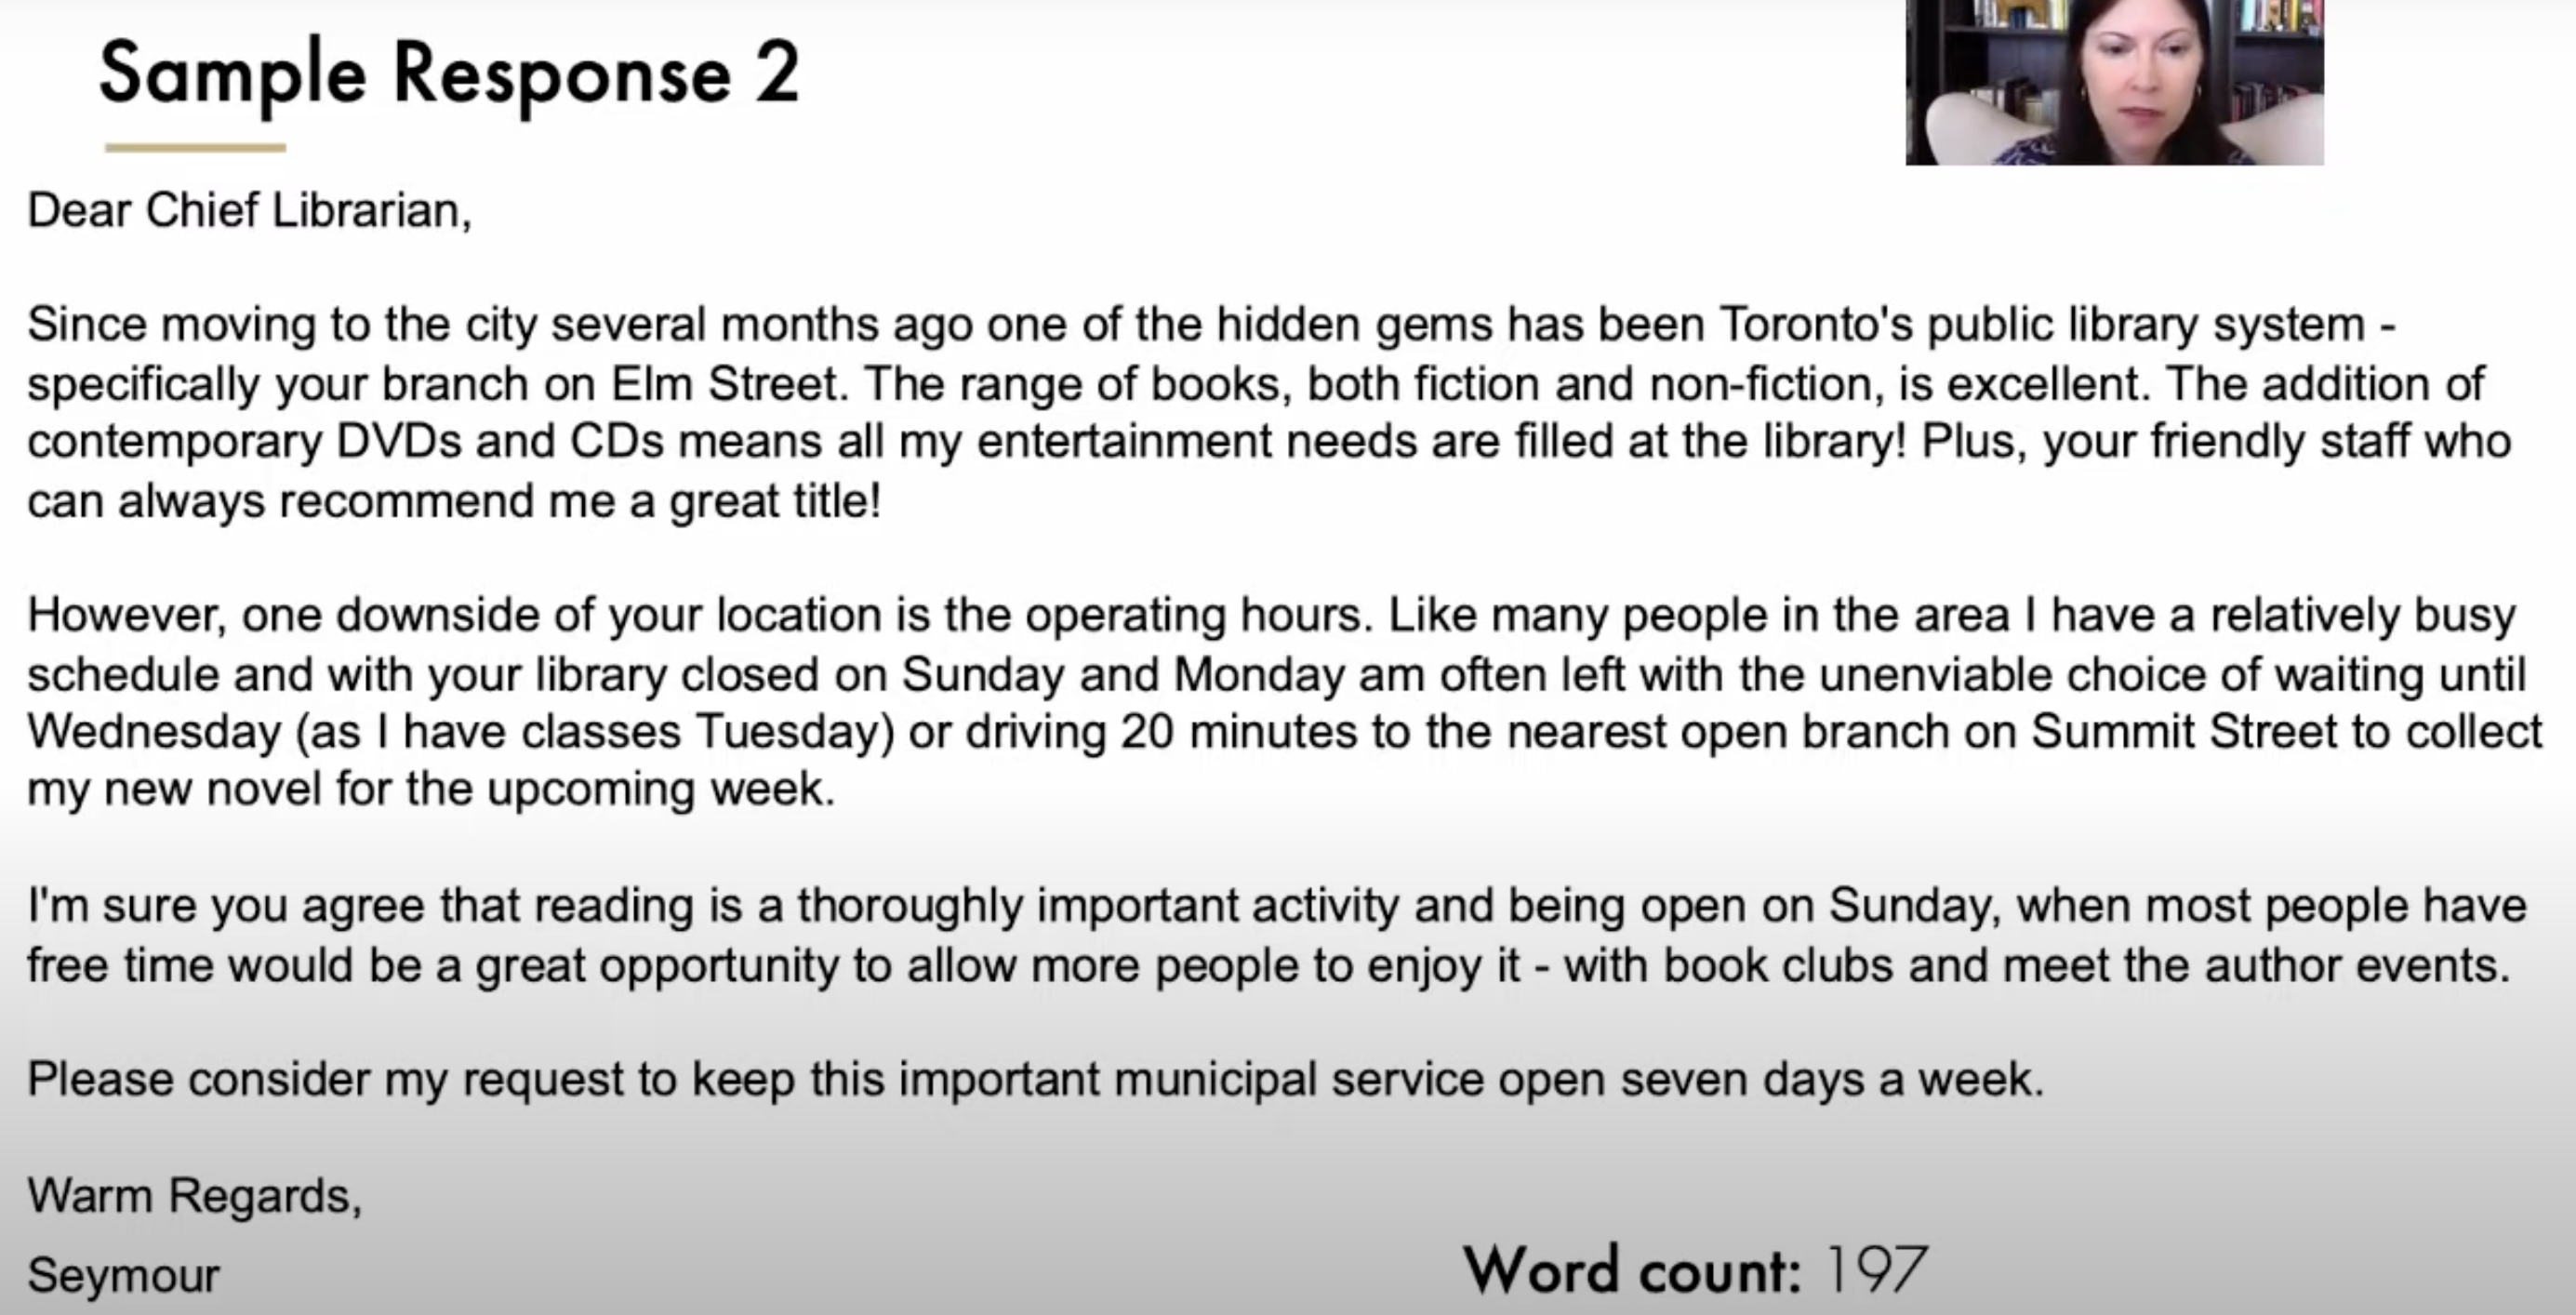 Sample Response 2
Dear Chief Librarian,
Since moving to the city several months ago one of the hidden gems has been Toronto's public library system -
specifically your branch on Elm Street. The range of books, both fiction and non-fiction, is excellent. The addition of
contemporary DVDs and CDs means all my entertainment needs are filled at the library! Plus, your friendly staff who
can always recommend me a great title!
However, one downside of your location is the operating hours. Like many people in the area I have a relatively busy
schedule and with your library closed on Sunday and Monday am often left with the unenviable choice of waiting until
Wednesday (as I have classes Tuesday) or driving 20 minutes to the nearest open branch on Summit Street to collect
my new novel for the upcoming week.
I'm sure you agree that reading is a thoroughly important activity and being open on Sunday, when most people have
free time would be a great opportunity to allow more people to enjoy it - with book clubs and meet the author events.
Please consider my request to keep this important municipal service open seven days a week.
Warm Regards,
Seymour
Word count: 197